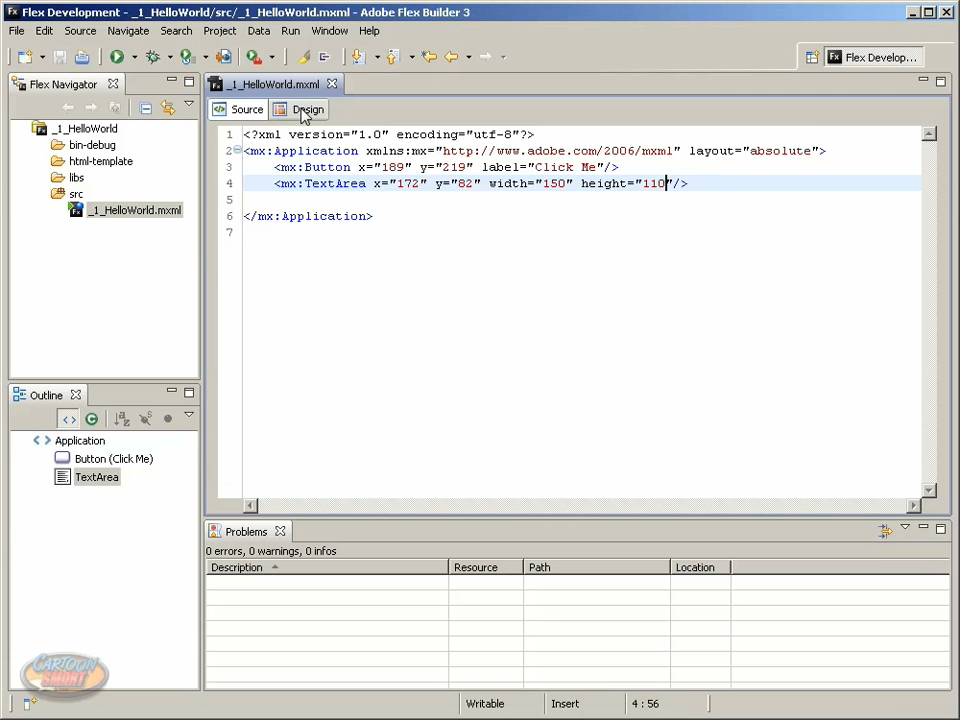 Flex Development - _1_HelloWorld/src/_1_HelloWorld.mxml - Adobe Flex Builder 3
File Edit Source Navigate Search Project Data Run Window Help
Flex Develop...
Flex Navigator
_1_HelloWorld.mxml
Source Design
_1_HelloWorld
bin-debug
html-template
libs
src
_1_HelloWorld.mxml
1 <?xml version="1.0" encoding="utf-8"?>
2 <mx:Application xmlns:mx="http://www.adobe.com/2006/mxml" layout="absolute">
3 <mx:Button x="189" y="219" label="Click Me"/>
4 <mx:TextArea x="172" y="82" width="150" height="110"/>
5
6 </mx:Application>
7
Outline
Application
Button (Click Me)
TextArea
Problems
0 errors, 0 warnings, 0 infos
Description Resource Path Location
CARTOON
SMART
Writable Insert 4 : 56